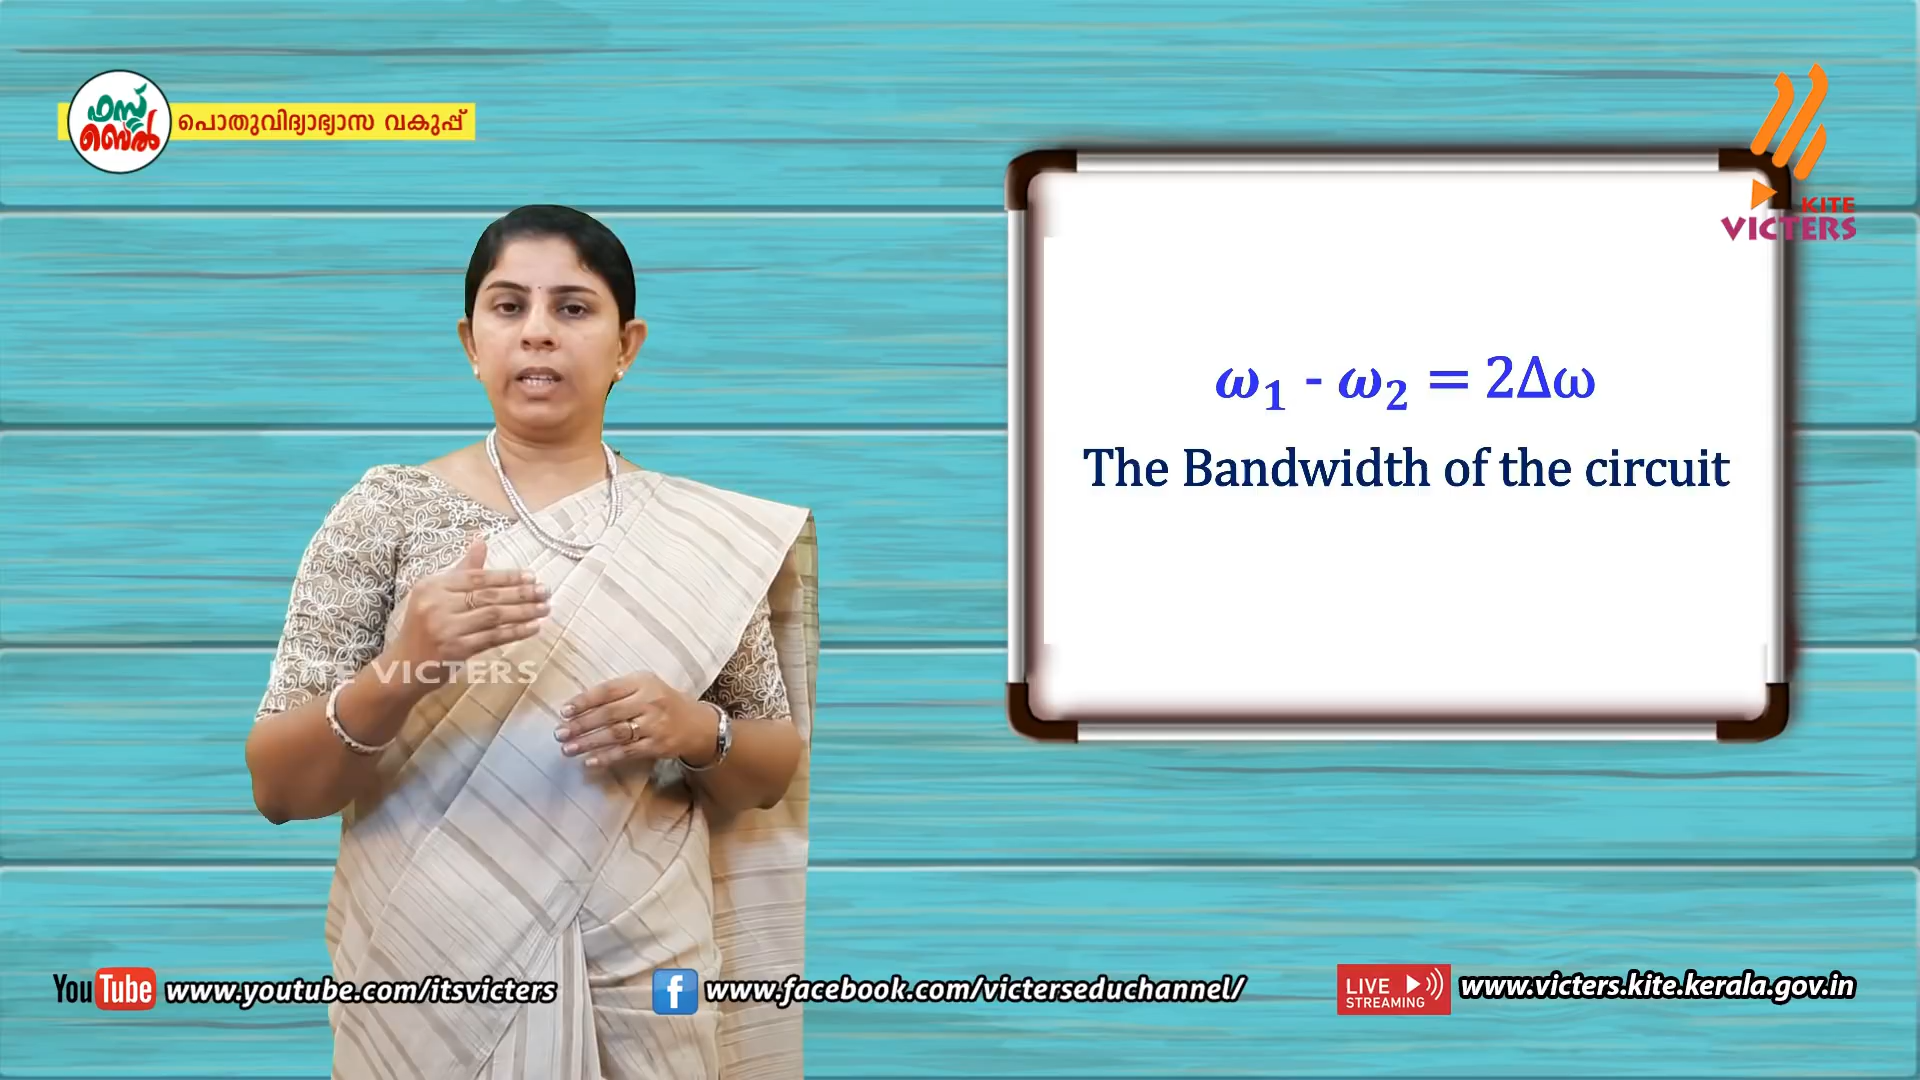 ഫസ്റ്റ്
ബെൽ
പൊതുവിദ്യാഭ്യാസ വകുപ്പ്
KITE
VICTERS
ω₁ - ω₂ = 2Δω
The Bandwidth of the circuit
KITE VICTERS
YouTube www.youtube.com/itsvicters
f www.facebook.com/victerseduchannel/
LIVE
STREAMING
www.victers.kite.kerala.gov.in